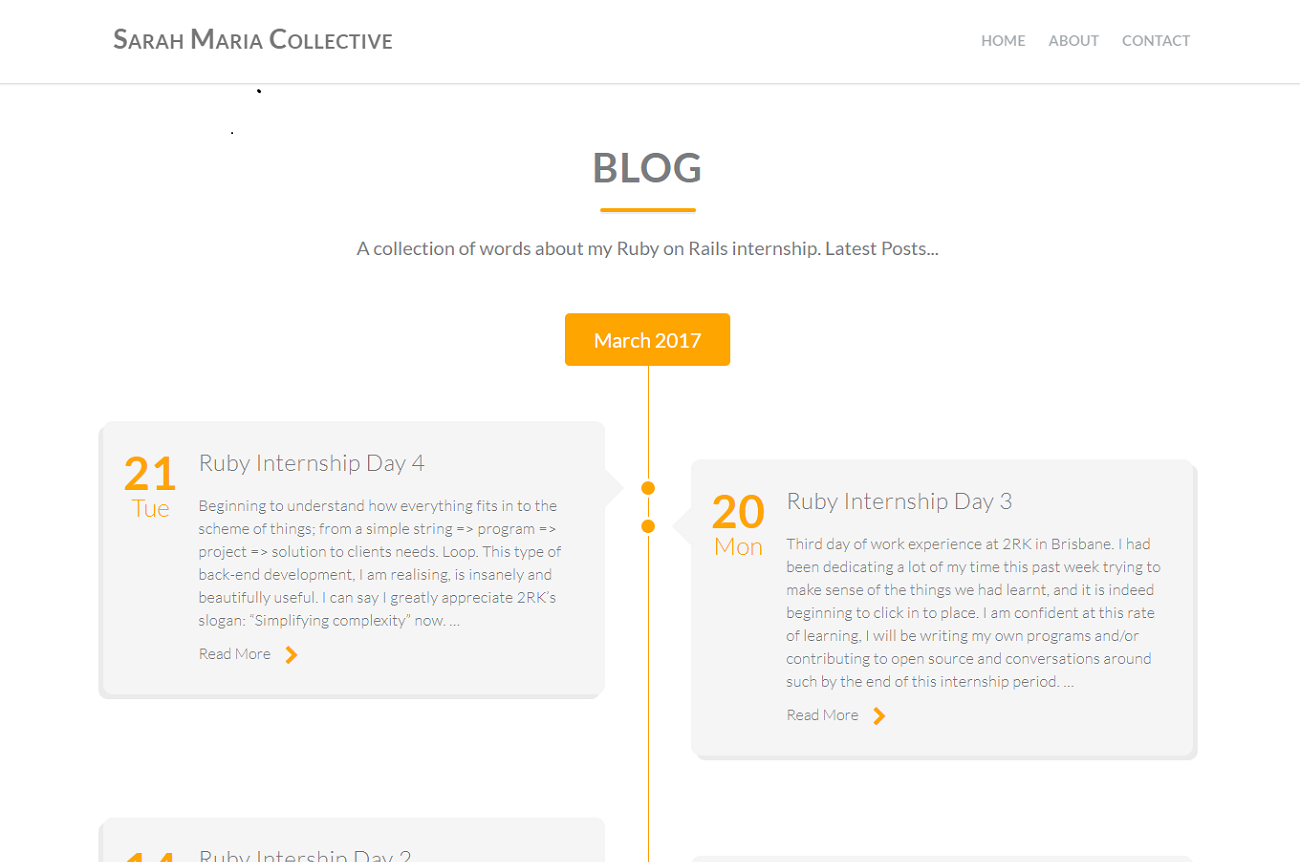 SARAH MARIA COLLECTIVE
HOME ABOUT CONTACT
BLOG
A collection of words about my Ruby on Rails internship. Latest Posts...
March 2017
21
Tue
Ruby Internship Day 4
Beginning to understand how everything fits in to the
scheme of things; from a simple string => program =>
project => solution to clients needs. Loop. This type of
back-end development, I am realising, is insanely and
beautifully useful. I can say I greatly appreciate 2RK’s
slogan: “Simplifying complexity” now. ...
Read More
20
Mon
Ruby Internship Day 3
Third day of work experience at 2RK in Brisbane. I had
been dedicating a lot of my time this past week trying to
make sense of the things we had learnt, and it is indeed
beginning to click in to place. I am confident at this rate
of learning, I will be writing my own programs and/or
contributing to open source and conversations around
such by the end of this internship period. ...
Read More
14
Ruby Intership Day 2